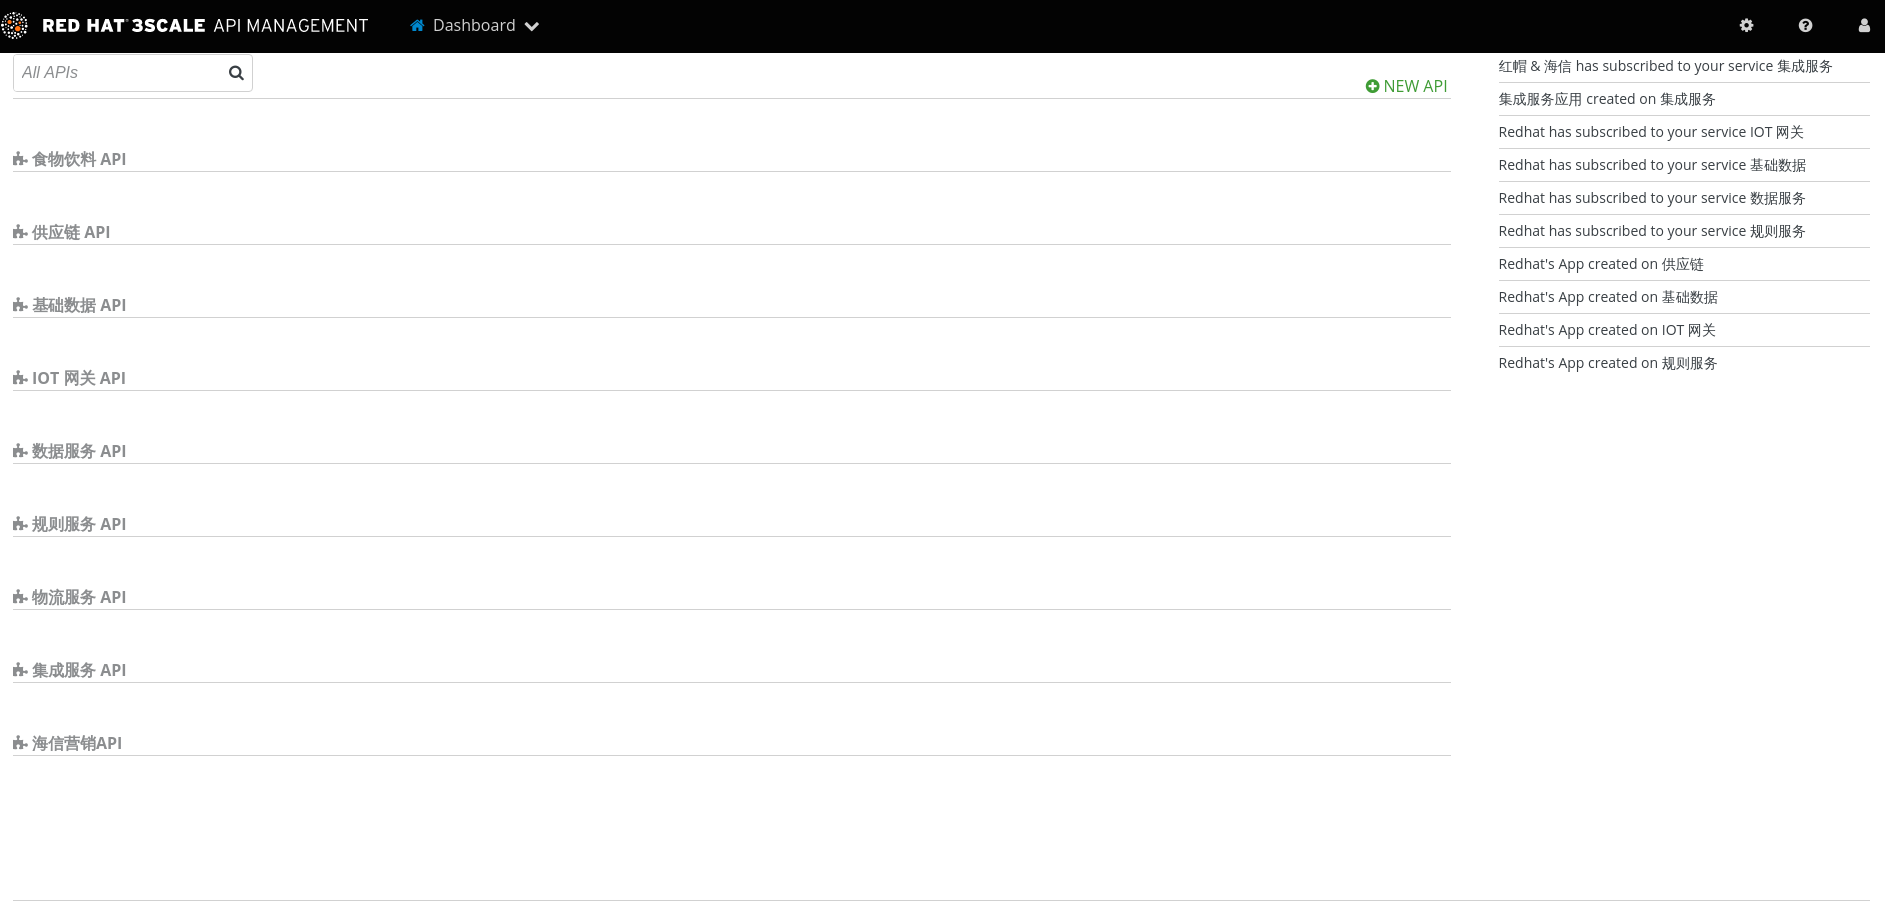 RED HAT 3SCALE API MANAGEMENT Dashboard
All APIs
NEW API
食物饮料 API
供应链 API
基础数据 API
IOT 网关 API
数据服务 API
规则服务 API
物流服务 API
集成服务 API
海信营销API
红帽 & 海信 has subscribed to your service 集成服务
集成服务应用 created on 集成服务
Redhat has subscribed to your service IOT 网关
Redhat has subscribed to your service 基础数据
Redhat has subscribed to your service 数据服务
Redhat has subscribed to your service 规则服务
Redhat's App created on 供应链
Redhat's App created on 基础数据
Redhat's App created on IOT 网关
Redhat's App created on 规则服务